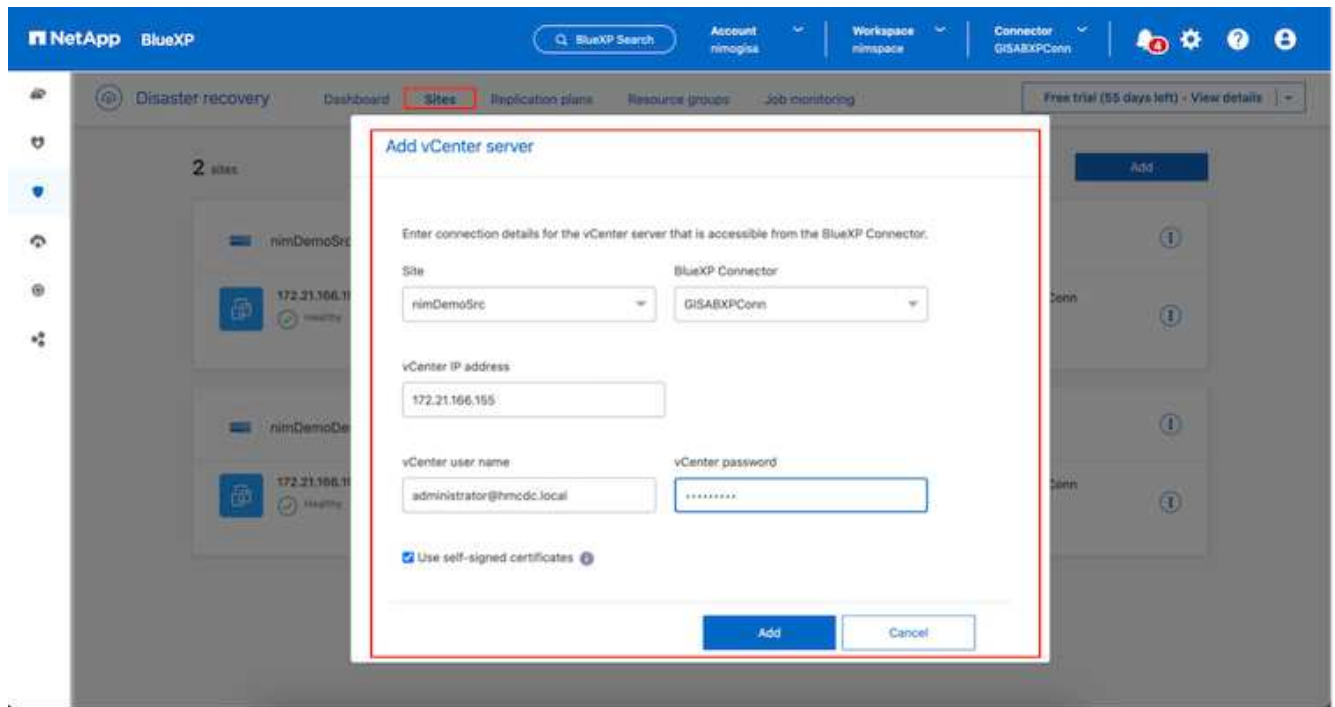 NetApp BlueXP
BlueXP Search
Account
nimogisa
Workspace
nimspace
Connector
GISABXPConn
4
Disaster recovery
Dashboard
Sites
Replication plans
Resource groups
Job monitoring
Free trial (55 days left) - View details
2 sites
Add
Add vCenter server
Enter connection details for the vCenter server that is accessible from the BlueXP Connector.
Site
BlueXP Connector
nimDemoSrc
GISABXPConn
vCenter IP address
172.21.166.155
vCenter user name
vCenter password
administrator@hmcdc.local
•••••••••
Use self-signed certificates
Add
Cancel
nimDemoSrc
172.21.166.1
Healthy
Conn
nimDemoDe
172.21.166.1
Healthy
Conn